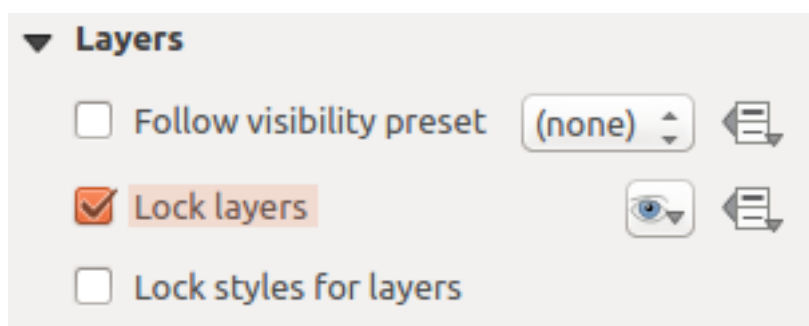 Layers
Follow visibility preset (none)
Lock layers
Lock styles for layers